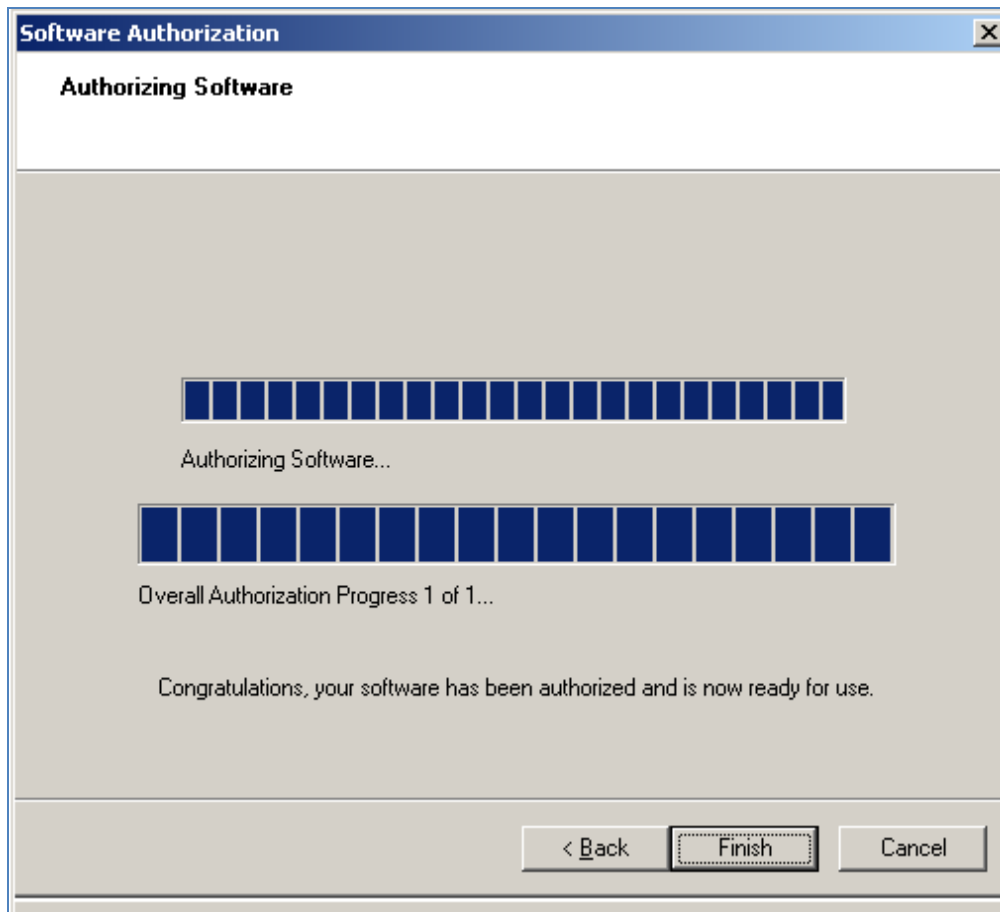 Software Authorization
Authorizing Software
Authorizing Software...
Overall Authorization Progress 1 of 1...
Congratulations, your software has been authorized and is now ready for use.
< Back Finish Cancel